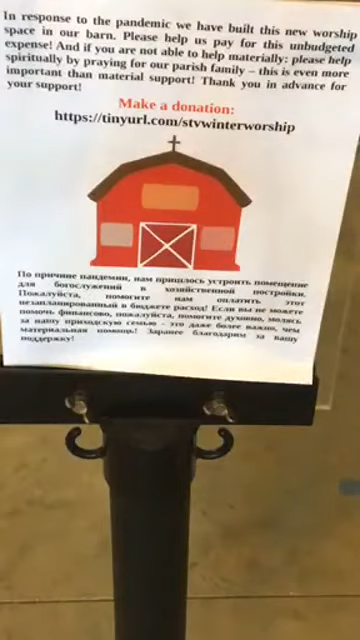 In response to the pandemic we have built this new worship
space in our barn. Please help us pay for this unbudgeted
expense! And if you are not able to help materially: please help
spiritually by praying for our parish family – this is even more
important than material support! Thank you in advance for
your support!
Make a donation:
https://tinyurl.com/stvwinterworship
По причине пандемии, нам пришлось устроить помещение
для богослужений в хозяйственной постройки.
Пожалуйста, помогите нам оплатить этот
незапланированный в бюджете расход! Если вы не можете
помочь финансово, пожалуйста, помогите духовно, молясь
за нашу приходскую семью - это даже более важно, чем
материальная помощь! Заранее благодарим за вашу
поддержку!